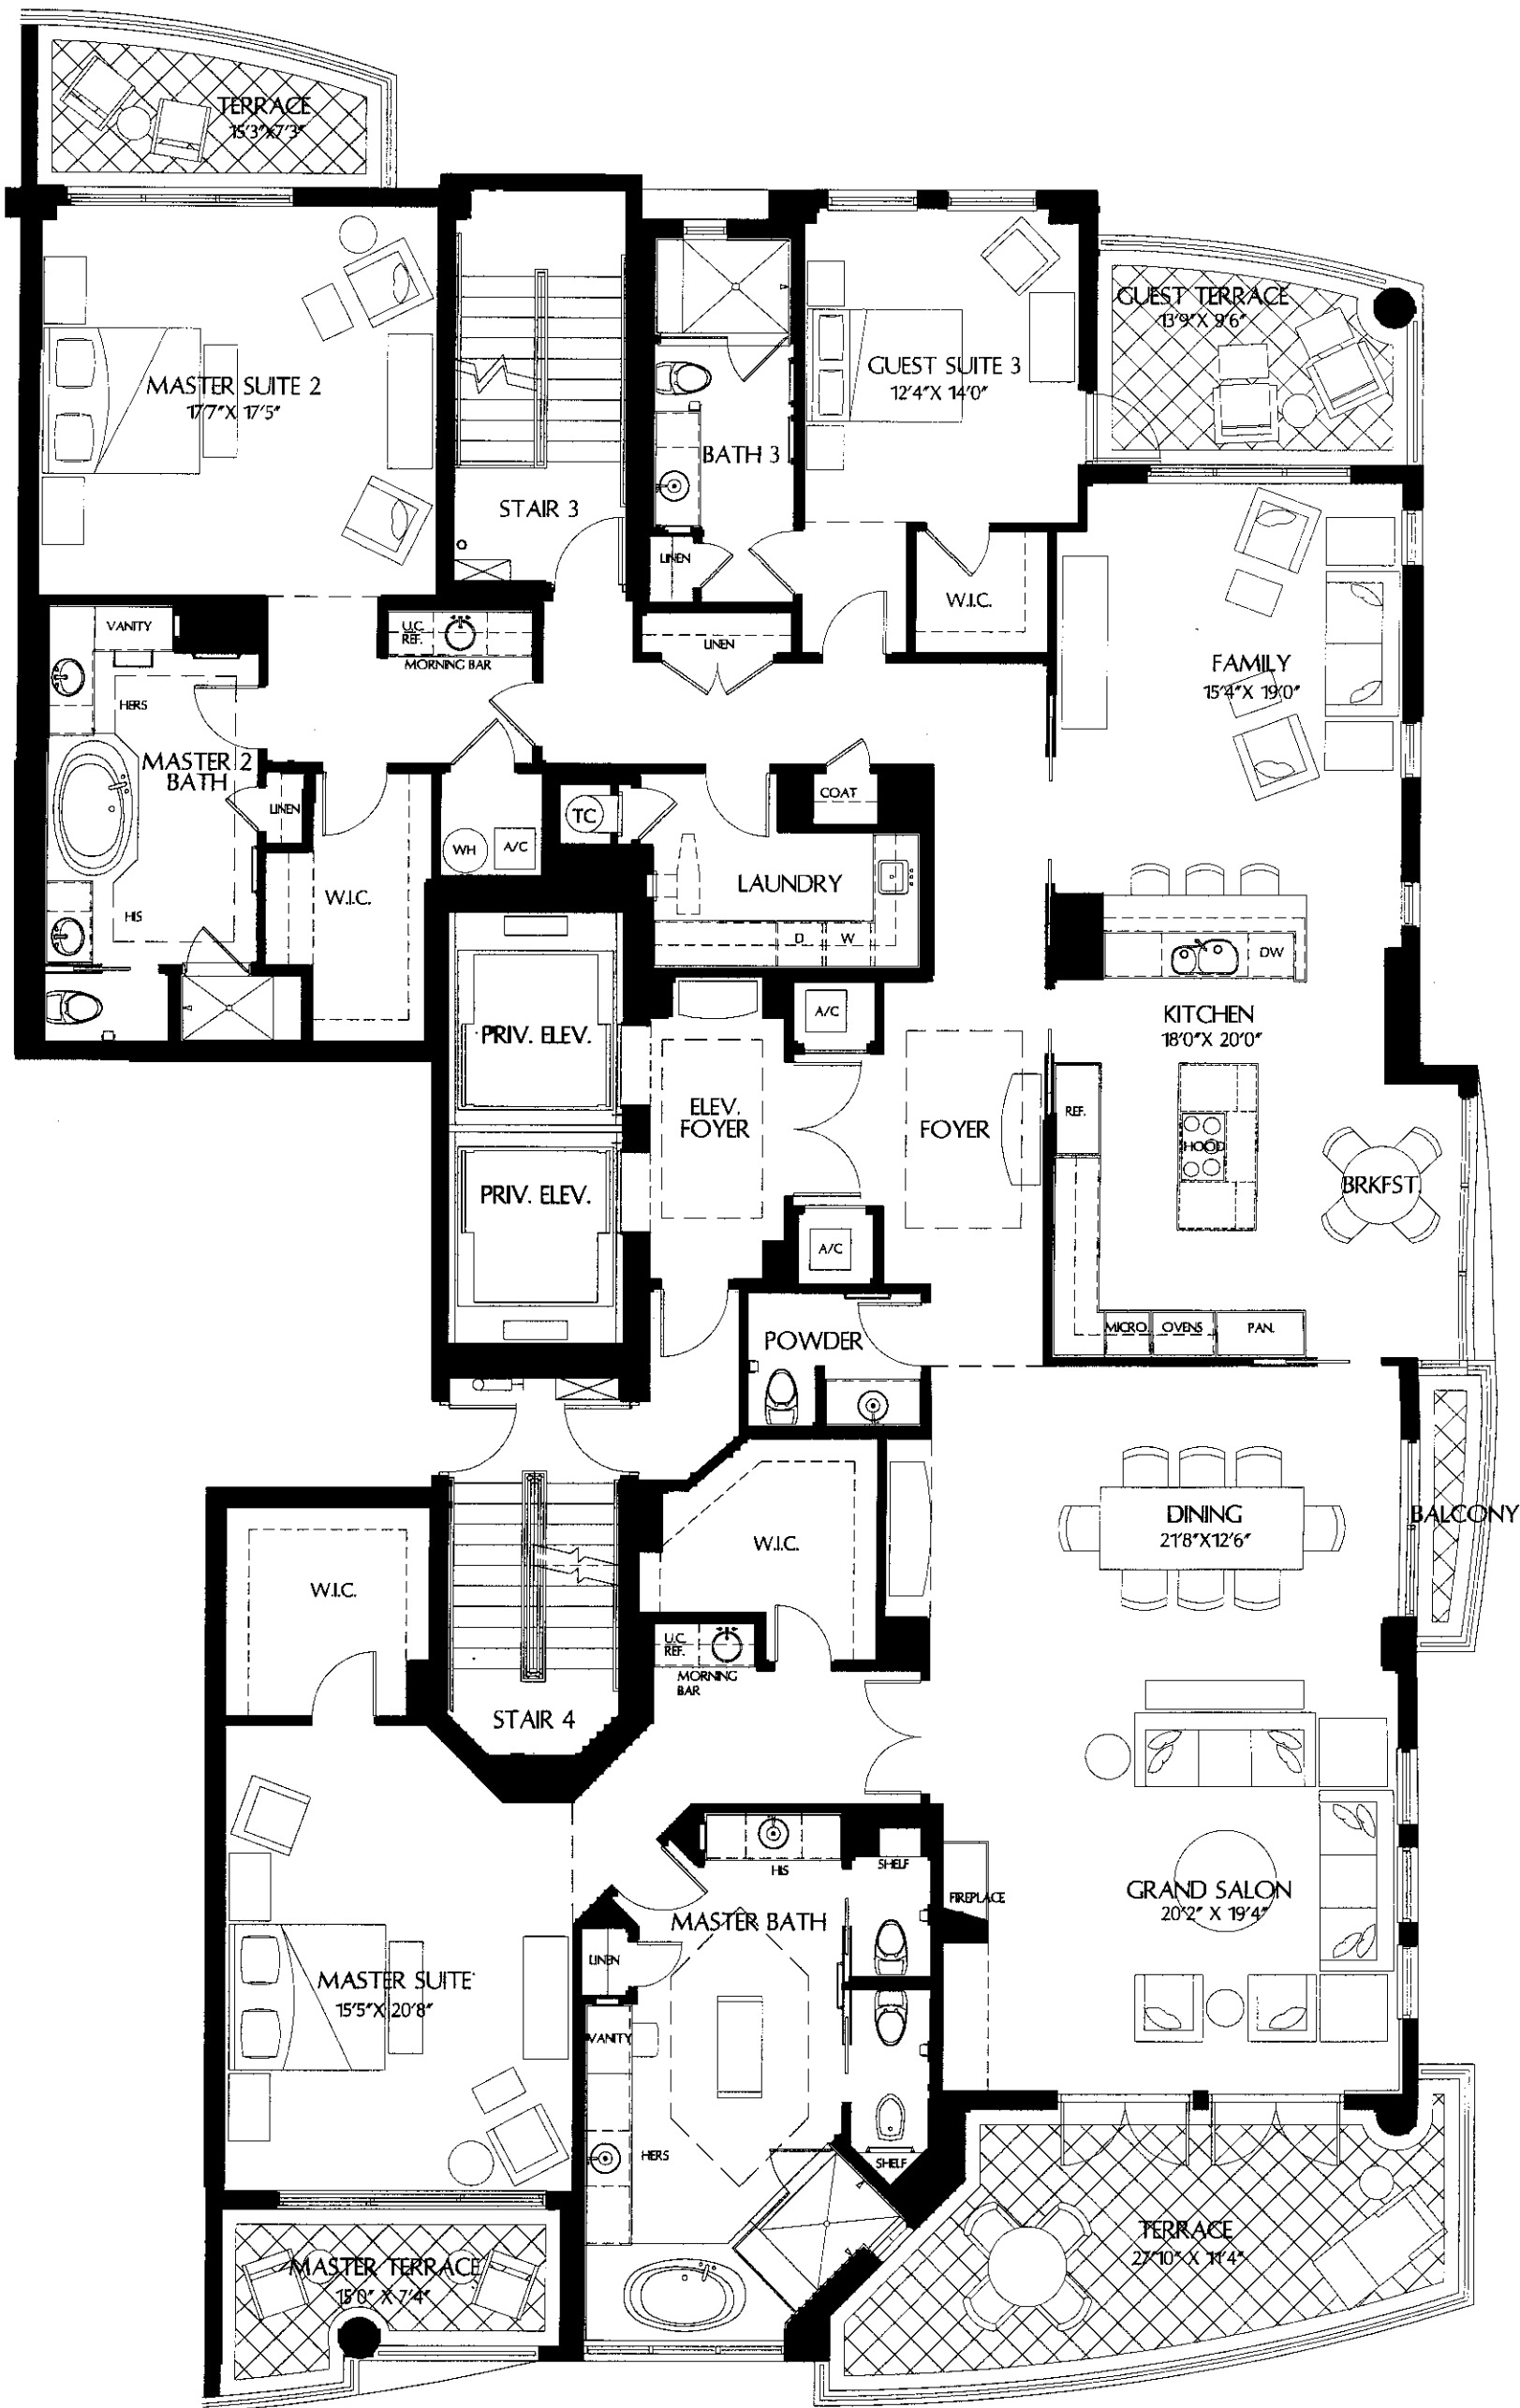 TERRACE
15'3"X7'3"
GUEST TERRACE
13'9"X 9'6"
MASTER SUITE 2
17'7"X 17'5"
GUEST SUITE 3
12'4"X 14'0"
BATH 3
STAIR 3
LINEN
W.I.C.
VANITY
U.C.
REF.
MORNING BAR
LINEN
FAMILY
15'4"X 19'0"
HERS
MASTER 2
BATH
LINEN
COAT
TC
WH
A/C
W.I.C.
LAUNDRY
HIS
D
W
DW
PRIV. ELEV.
A/C
KITCHEN
18'0"X 20'0"
ELEV.
FOYER
FOYER
REF.
HOOD
PRIV. ELEV.
BRKFST
A/C
POWDER
MICRO
OVENS
PAN.
DINING
21'8"X12'6"
BALCONY
W.I.C.
W.I.C.
U.C.
REF.
MORNING
BAR
STAIR 4
HIS
SHELF
GRAND SALON
20'2" X 19'4"
FIREPLACE
MASTER BATH
LINEN
MASTER SUITE
15'5"X 20'8"
VANITY
HERS
SHELF
TERRACE
27'10" X 11'4"
MASTER TERRACE
15'0" X 7'4"